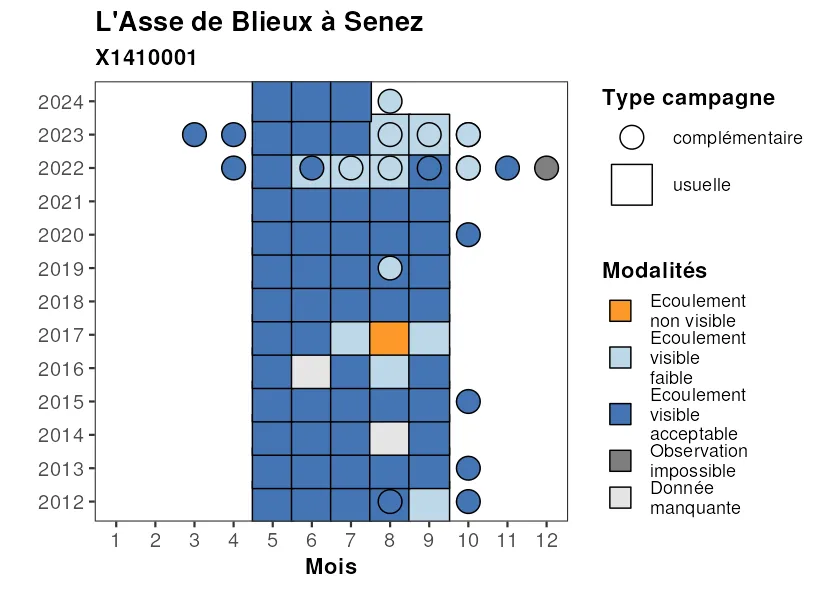 L'Asse de Blieux à Senez
X1410001
2024
2023
2022
2021
2020
2019
2018
2017
2016
2015
2014
2013
2012
1 2 3 4 5 6 7 8 9 10 11 12
Mois
Type campagne
complémentaire
usuelle
Modalités
Ecoulement
non visible
Ecoulement
visible
faible
Ecoulement
visible
acceptable
Observation
impossible
Donnée
manquante